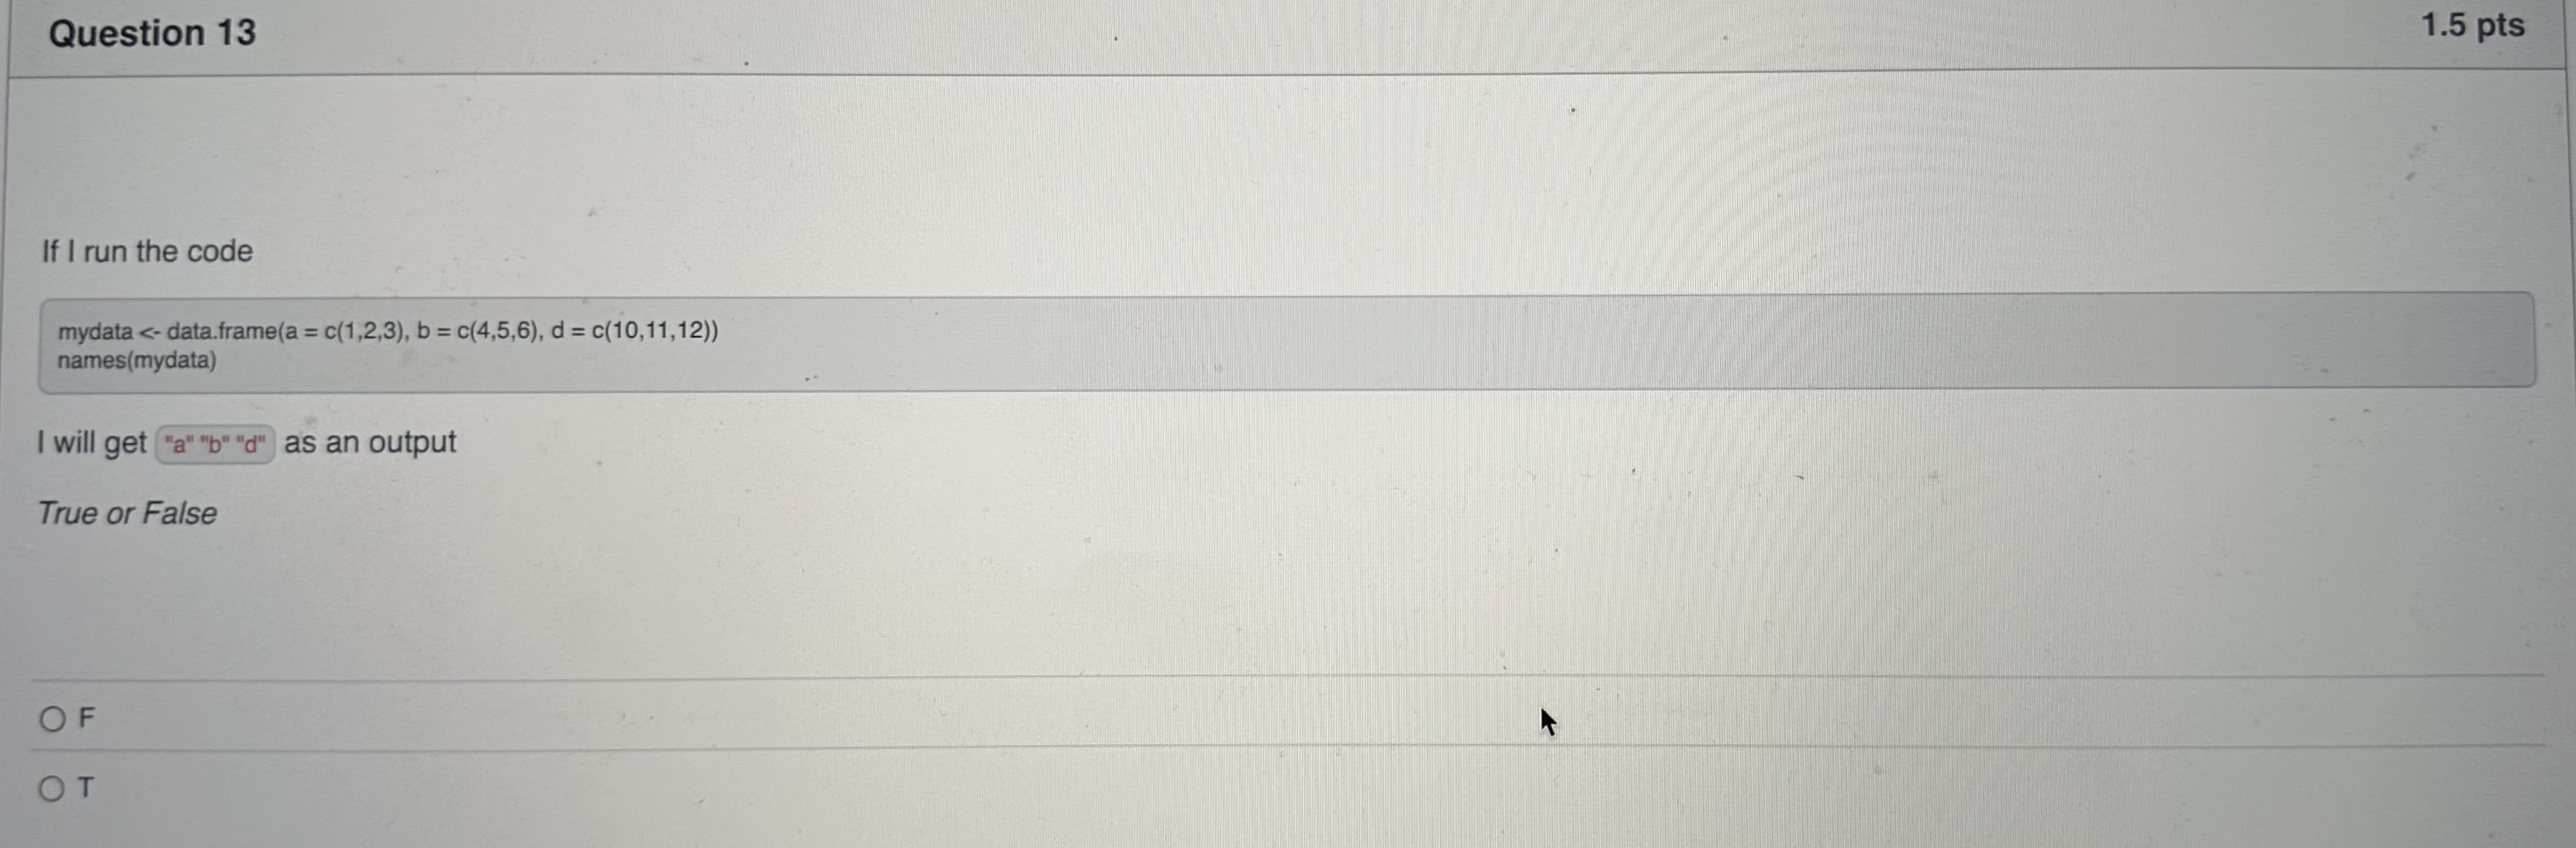 Question 13
1.5 pts
If I run the code
mydata <- data.frame(a = c(1,2,3), b = c(4,5,6), d = c(10,11,12))
names(mydata)
I will get "a" "b" "d" as an output
True or False
F
T